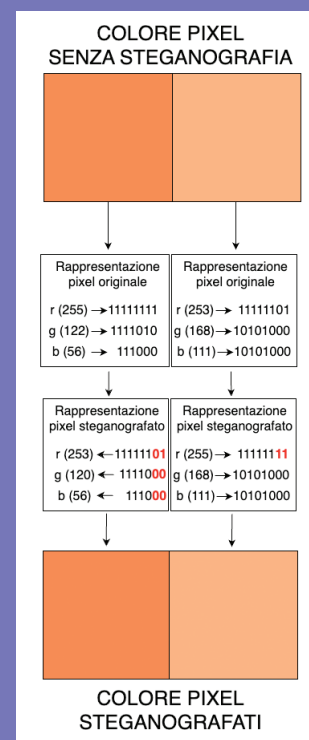 COLORE PIXEL
SENZA STEGANOGRAFIA
Rappresentazione
pixel originale
r (255) →11111111
g (122) →1111010
b (56) → 111000
Rappresentazione
pixel originale
r (253)→ 11111101
g (168)→10101000
b (111)→10101000
Rappresentazione
pixel steganografato
r (253) ←11111101
g (120) ← 1111000
b (56) ← 111000
Rappresentazione
pixel steganografato
r (255)→ 11111111
g (168)→10101000
b (111)→10101000
COLORE PIXEL
STEGANOGRAFATI